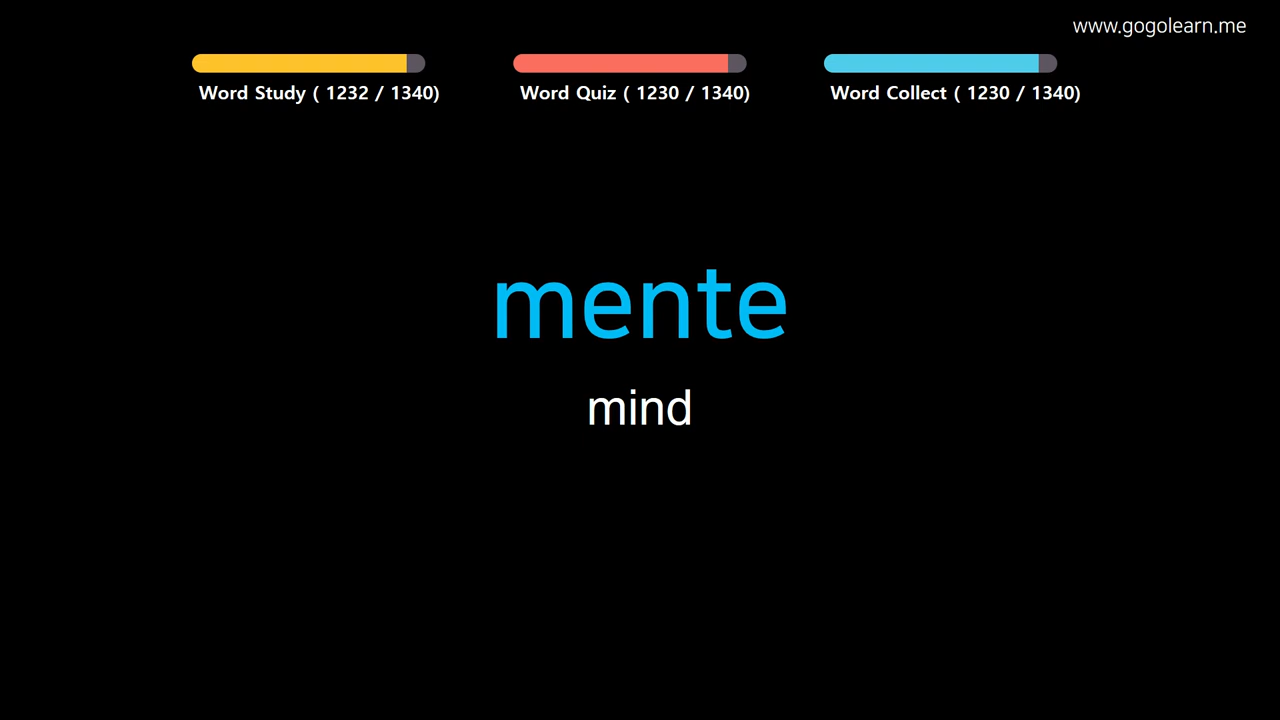 www.gogolearn.me
Word Study ( 1232 / 1340)
Word Quiz ( 1230 / 1340)
Word Collect ( 1230 / 1340)
mente
mind